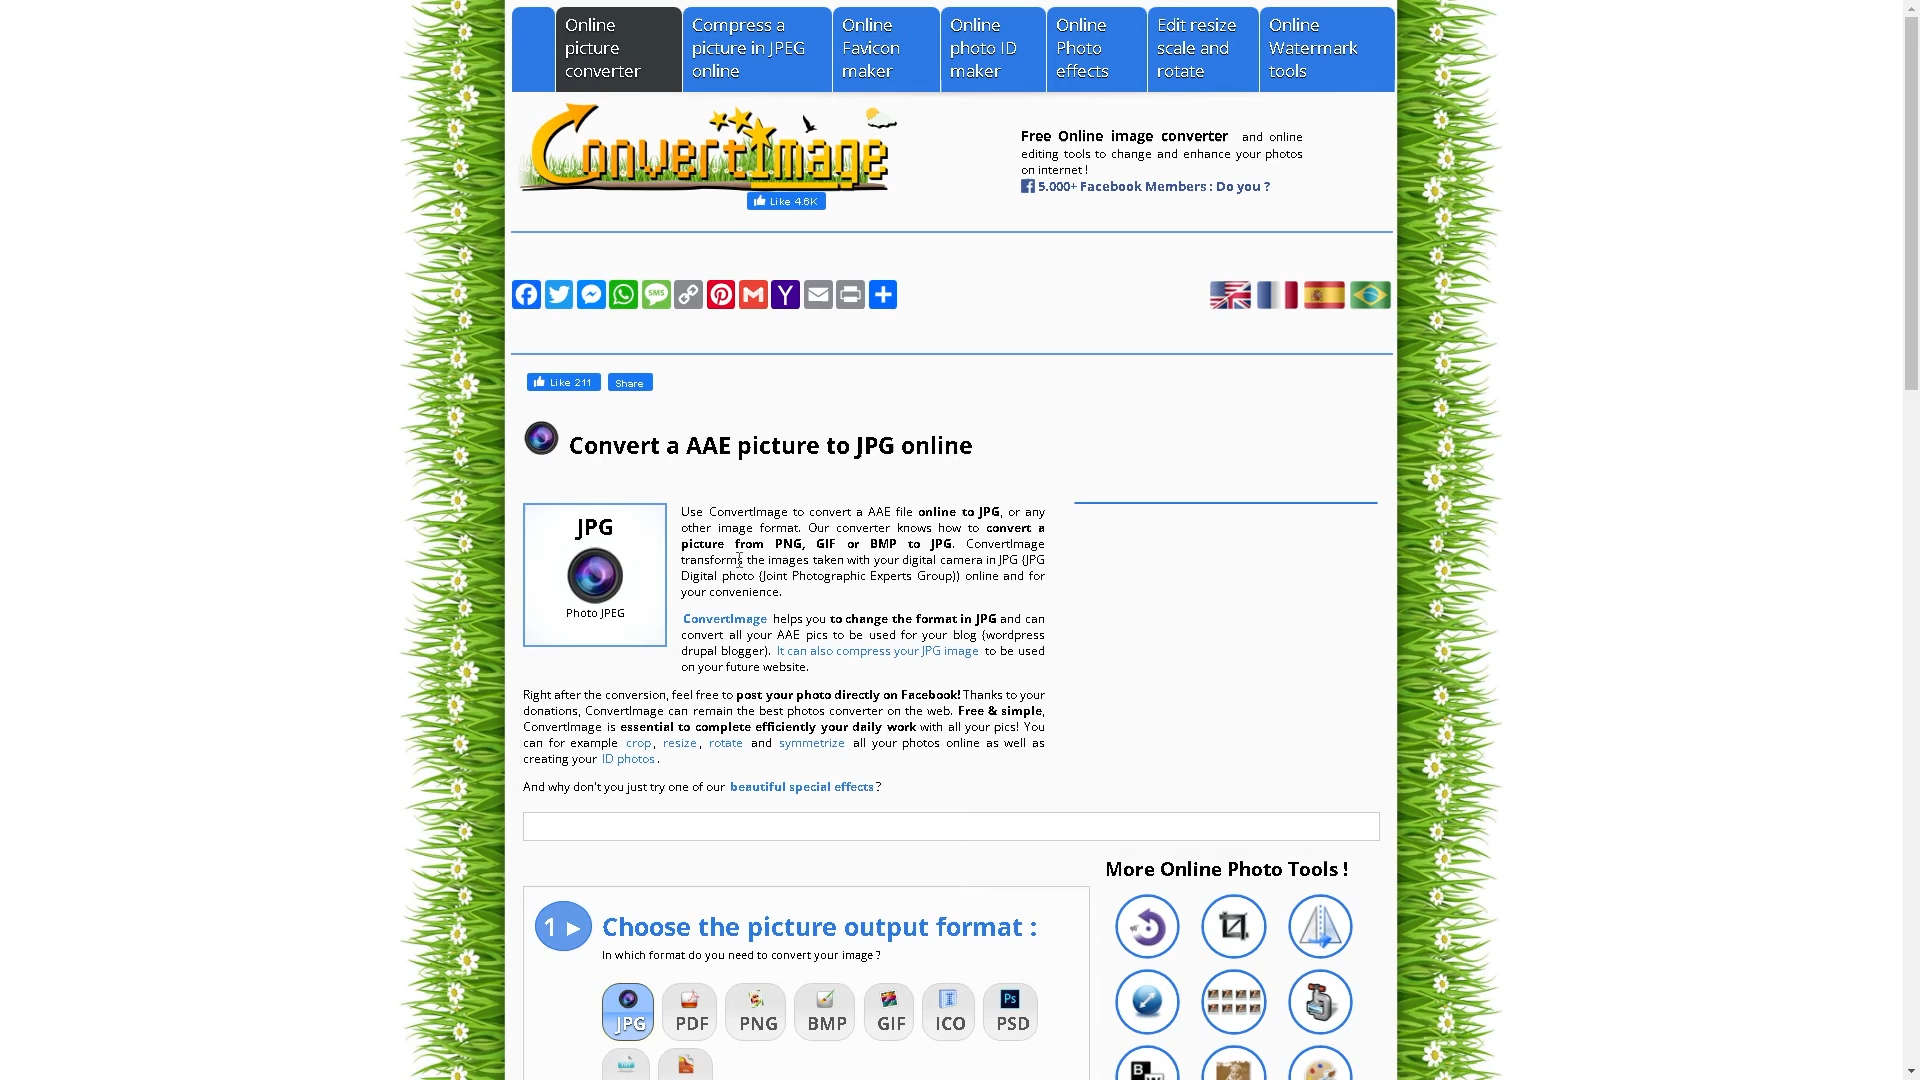 Online picture converter
Compress a picture in JPEG online
Online Favicon maker
Online photo ID maker
Online Photo effects
Edit resize scale and rotate
Online Watermark tools
ConvertImage
Like 4.6K
Free Online image converter and online
editing tools to change and enhance your photos
on internet !
5.000+ Facebook Members : Do you ?
SMS
Like 211
Share
Convert a AAE picture to JPG online
JPG
Photo JPEG
Use ConvertImage to convert a AAE file online to JPG, or any
other image format. Our converter knows how to convert a
picture from PNG, GIF or BMP to JPG. ConvertImage
transforms the images taken with your digital camera in JPG (JPG
Digital photo (Joint Photographic Experts Group)) online and for
your convenience.
ConvertImage helps you to change the format in JPG and can
convert all your AAE pics to be used for your blog (wordpress
drupal blogger). It can also compress your JPG image to be used
on your future website.
Right after the conversion, feel free to post your photo directly on Facebook! Thanks to your
donations, ConvertImage can remain the best photos converter on the web. Free & simple,
ConvertImage is essential to complete efficiently your daily work with all your pics! You
can for example crop, resize, rotate and symmetrize all your photos online as well as
creating your ID photos.
And why don't you just try one of our beautiful special effects?
More Online Photo Tools !
1
Choose the picture output format :
In which format do you need to convert your image ?
JPG
PDF
PNG
BMP
GIF
ICO
Ps
PSD